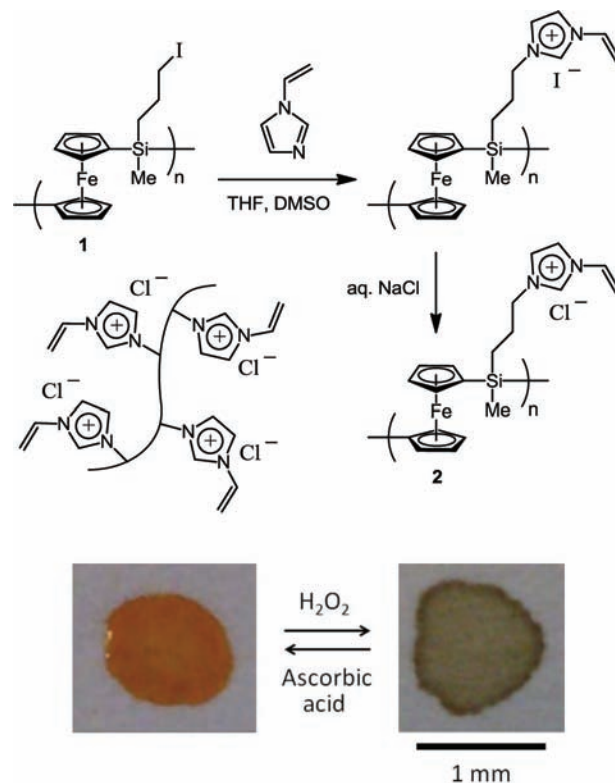 I
Si
Me
n
Fe
1
N
N
THF, DMSO
N
+
N
I −
Si
Me
n
Fe
aq. NaCl
Cl −
N
+
N
Cl −
N
+
N
Cl −
N
+
N
Cl −
N
+
N
N
+
N
Cl −
Si
Me
n
Fe
2
H2O2
Ascorbic
acid
1 mm